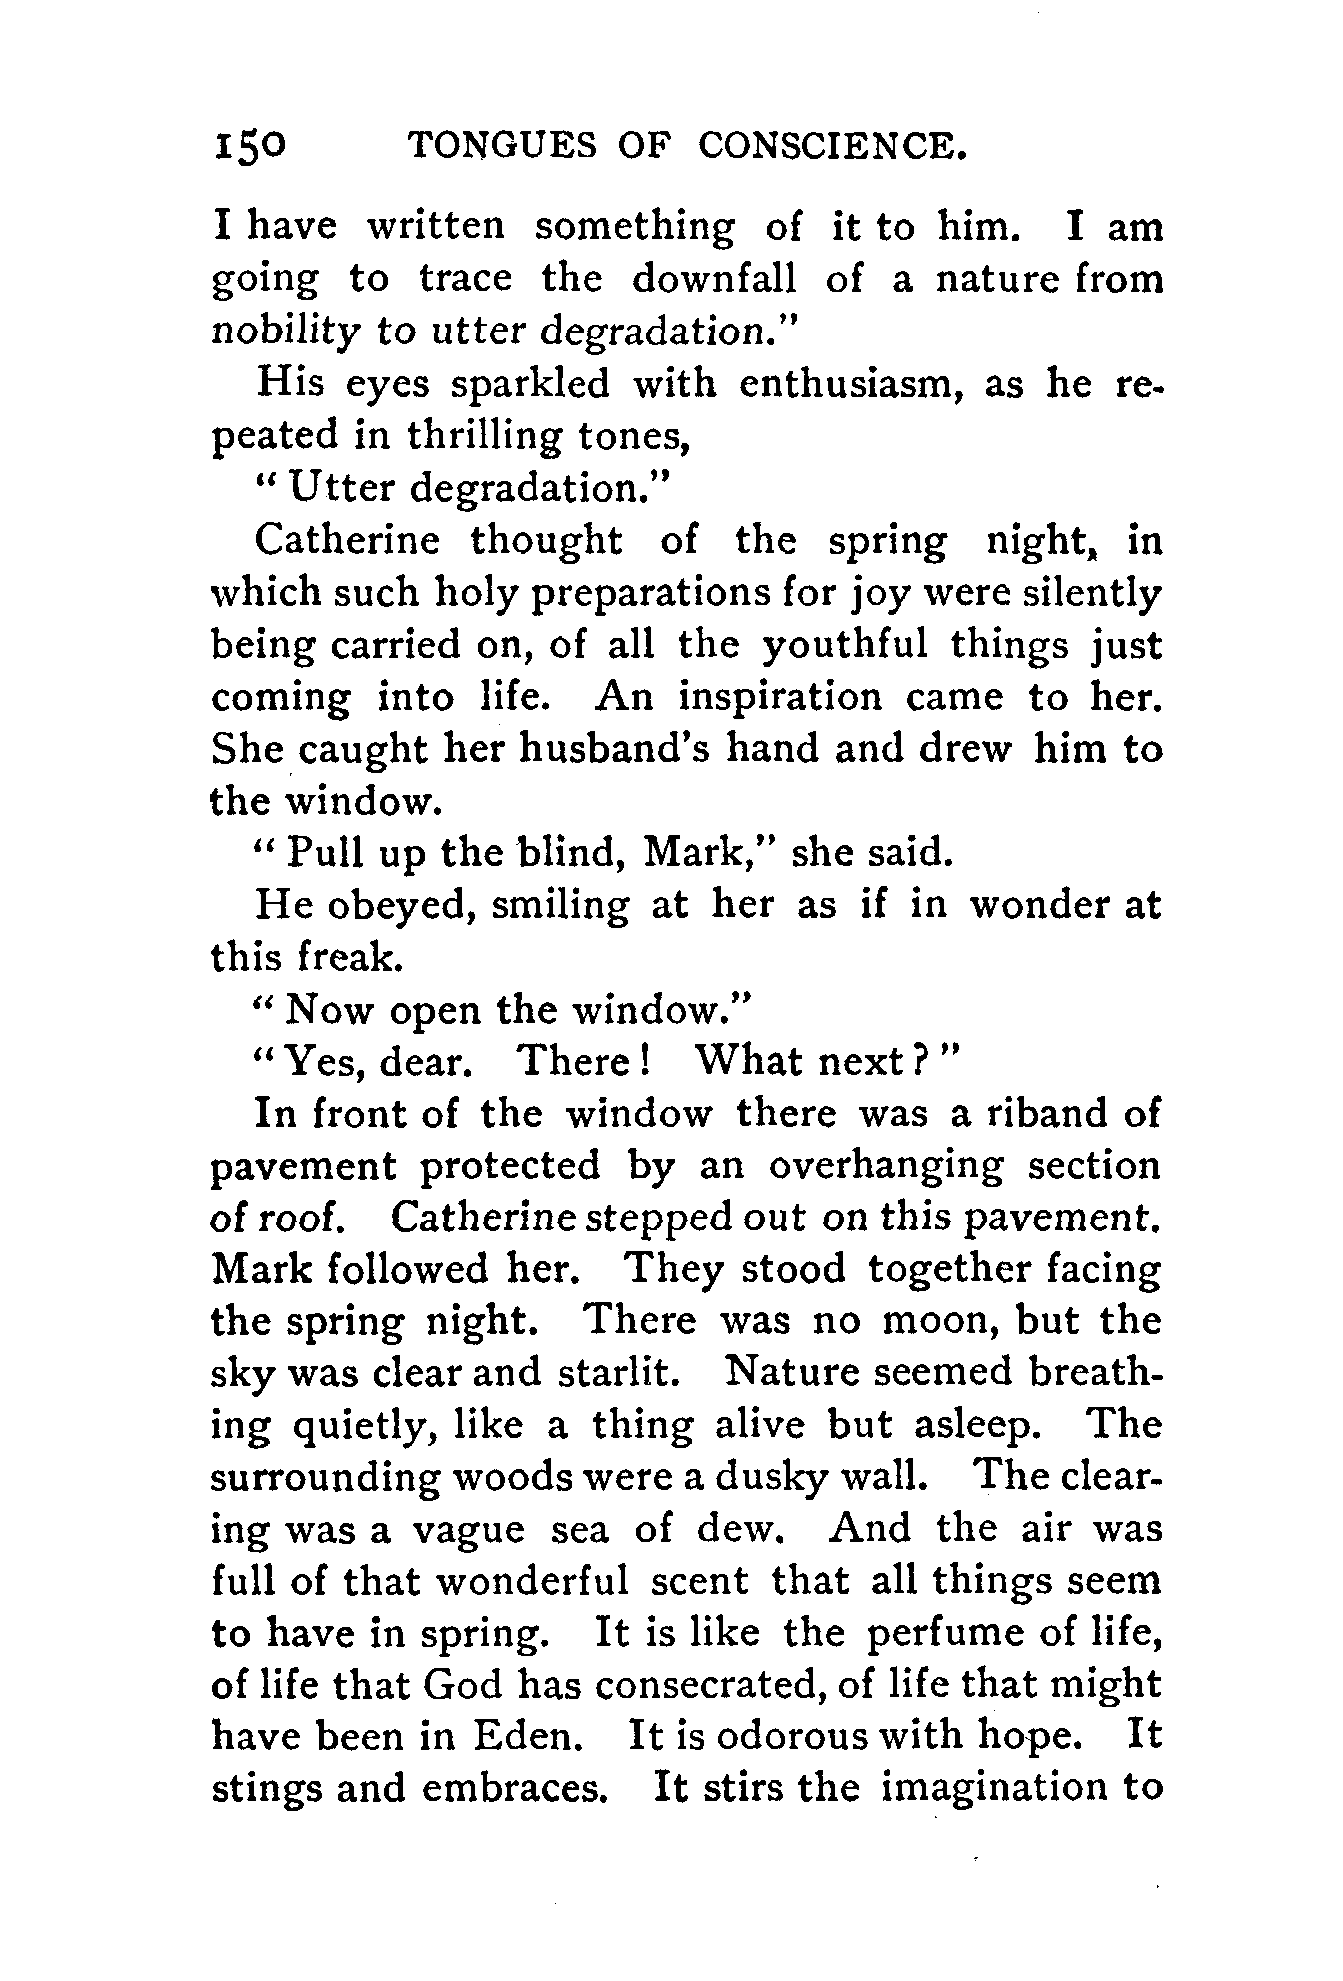 150 TONGUES OF CONSCIENCE.
I have written something of it to him. I am
going to trace the downfall of a nature from
nobility to utter degradation."
His eyes sparkled with enthusiasm, as he re-
peated in thrilling tones,
"Utter degradation."
Catherine thought of the spring night, in
which such holy preparations for joy were silently
being carried on, of all the youthful things just
coming into life. An inspiration came to her.
She caught her husband's hand and drew him to
the window.
"Pull up the blind, Mark," she said.
He obeyed, smiling at her as if in wonder at
this freak.
"Now open the window."
"Yes, dear. There! What next?"
In front of the window there was a riband of
pavement protected by an overhanging section
of roof. Catherine stepped out on this pavement.
Mark followed her. They stood together facing
the spring night. There was no moon, but the
sky was clear and starlit. Nature seemed breath-
ing quietly, like a thing alive but asleep. The
surrounding woods were a dusky wall. The clear-
ing was a vague sea of dew. And the air was
full of that wonderful scent that all things seem
to have in spring. It is like the perfume of life,
of life that God has consecrated, of life that might
have been in Eden. It is odorous with hope. It
stings and embraces. It stirs the imagination to